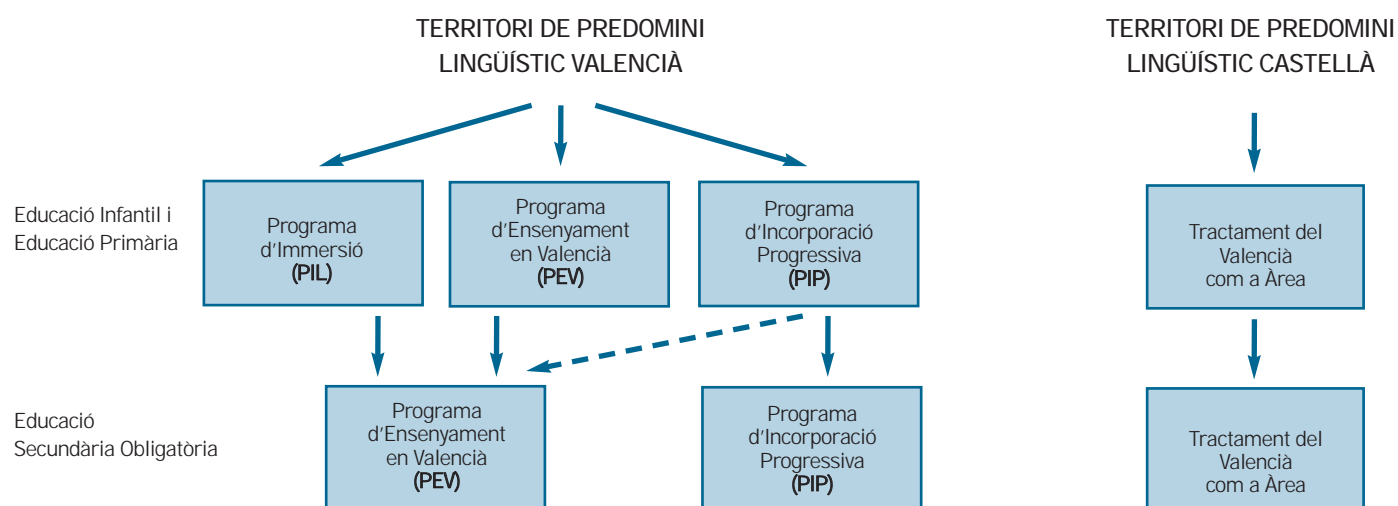 TERRITORI DE PREDOMINI
LINGÜÍSTIC VALENCIÀ
TERRITORI DE PREDOMINI
LINGÜÍSTIC CASTELLÀ
Educació Infantil i
Educació Primària
Programa
d'Immersió
(PIL)
Programa
d'Ensenyament
en Valencià
(PEV)
Programa
d'Incorporació
Progressiva
(PIP)
Tractament del
Valencià
com a Àrea
Educació
Secundària Obligatòria
Programa
d'Ensenyament
en Valencià
(PEV)
Programa
d'Incorporació
Progressiva
(PIP)
Tractament del
Valencià
com a Àrea